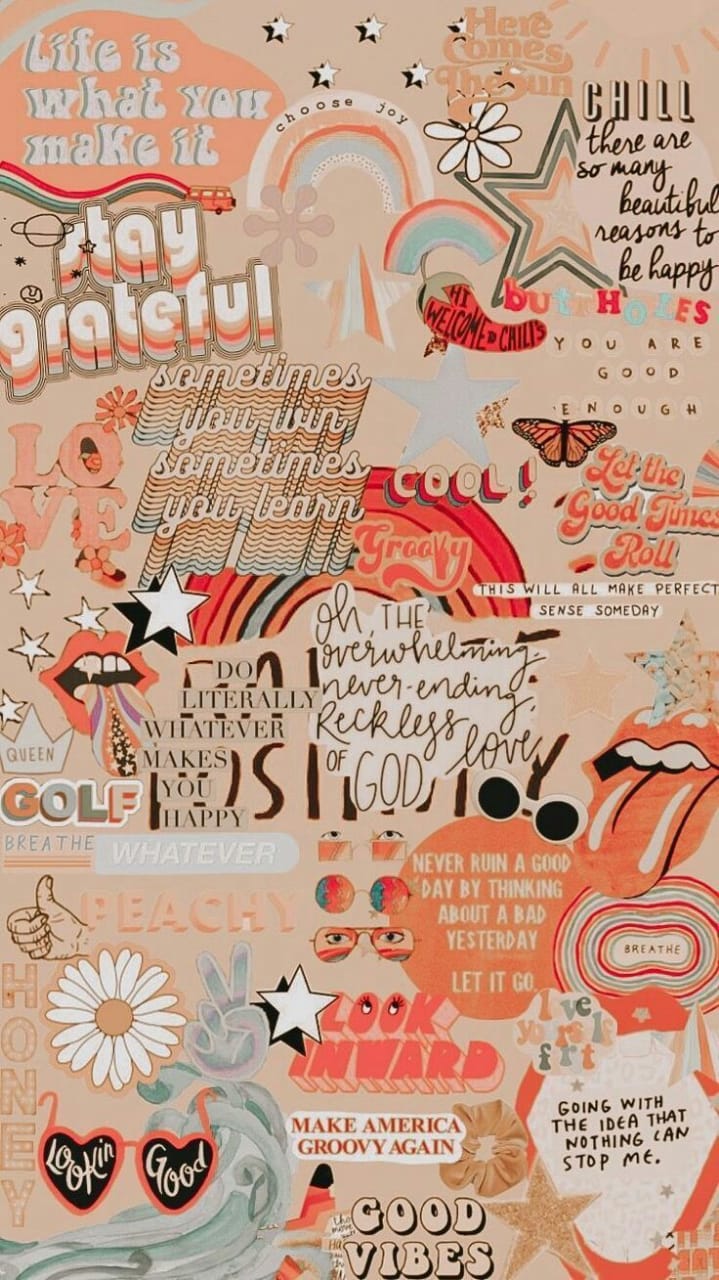 Life is
what you
make it
Here
Comes
The Sun
choose joy
CHILL
there are
so many
beautiful
reasons to
be happy
stay
grateful
HI
WELCOME TO CHILI'S
BUTTHOLES
YOU ARE
GOOD
ENOUGH
sometimes
you win
sometimes
you learn
LO
VE
COOL!
Groovy
Let the
Good Times
Roll
THIS WILL ALL MAKE PERFECT
SENSE SOMEDAY
oh, THE
overwhelming,
never-ending,
Reckless
love
OF GOD
DO
LITERALLY
WHATEVER
MAKES
YOU
HAPPY
QUEEN
GOLF
BREATHE
WHATEVER
PEACHY
NEVER RUIN A GOOD
DAY BY THINKING
ABOUT A BAD
YESTERDAY
LET IT GO.
BREATHE
HONEY
LOOK
INWARD
love
yourself
first
GOING WITH
THE IDEA THAT
NOTHING CAN
STOP ME.
MAKE AMERICA
GROOVY AGAIN
Lookin
Good
GOOD
VIBES